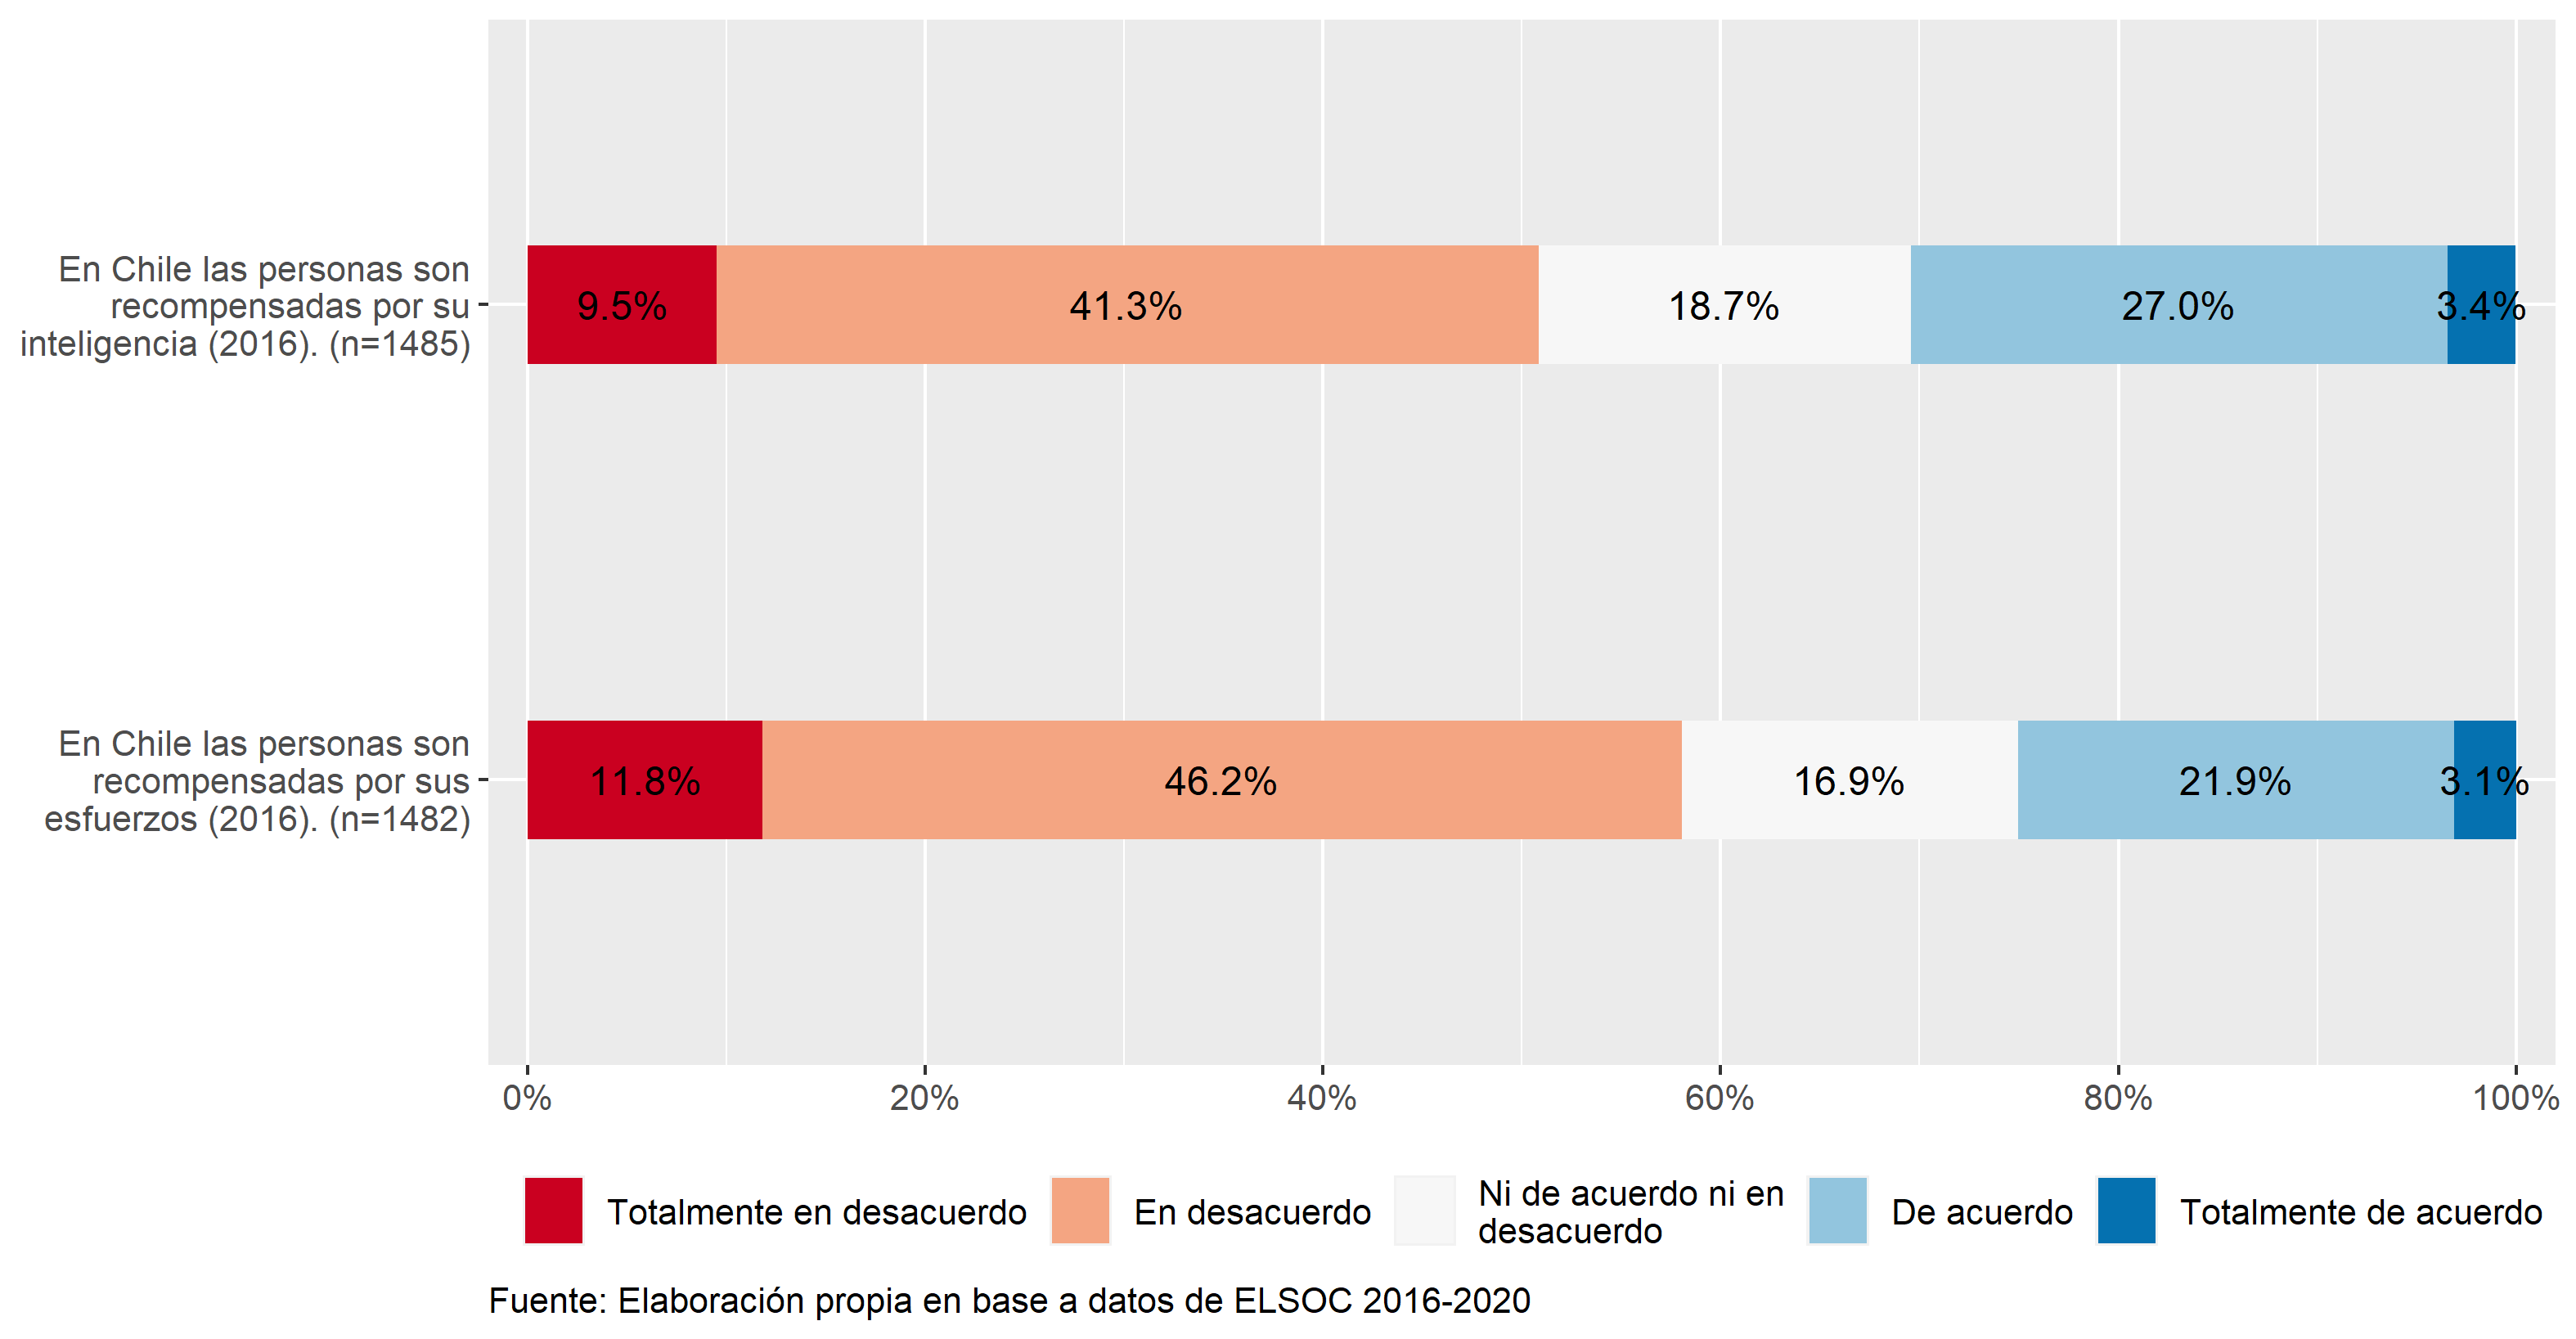 En Chile las personas son
recompensadas por su
inteligencia (2016). (n=1485)
9.5%
41.3%
18.7%
27.0%
3.4%
En Chile las personas son
recompensadas por sus
esfuerzos (2016). (n=1482)
11.8%
46.2%
16.9%
21.9%
3.1%
0%
20%
40%
60%
80%
100%
Totalmente en desacuerdo
En desacuerdo
Ni de acuerdo ni en
desacuerdo
De acuerdo
Totalmente de acuerdo
Fuente: Elaboración propia en base a datos de ELSOC 2016-2020